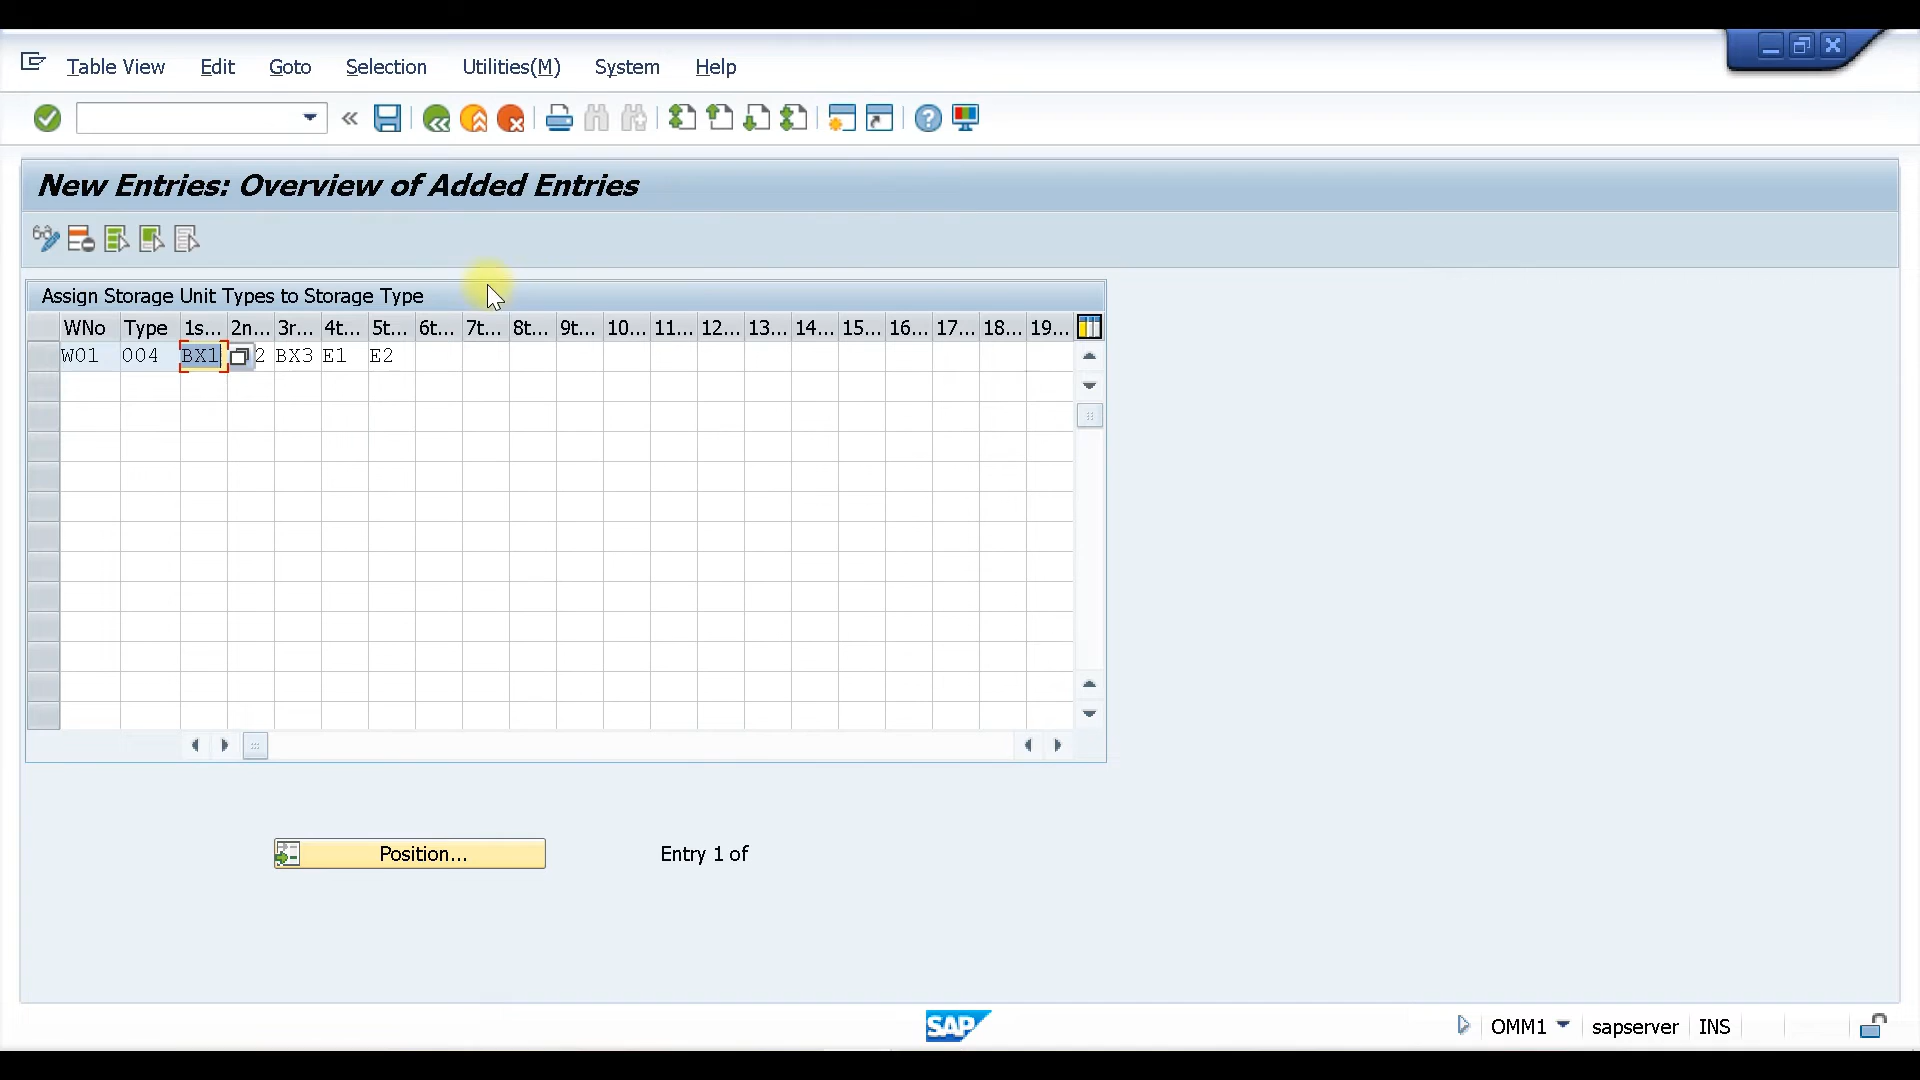 Table View Edit Goto Selection Utilities(M) System Help
New Entries: Overview of Added Entries
Assign Storage Unit Types to Storage Type
WNo Type 1s... 2n... 3r... 4t... 5t... 6t... 7t... 8t... 9t... 10... 11... 12... 13... 14... 15... 16... 17... 18... 19...
W01 004 BX1 2 BX3 E1 E2
Position...
Entry 1 of
SAP
OMM1 sapserver INS